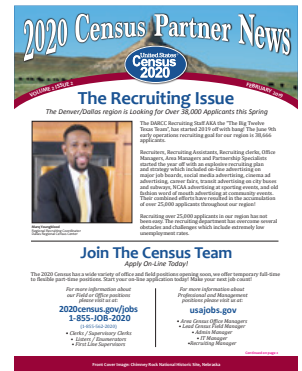 2020 Census Partner News
VOLUME 2 ISSUE 2
United States®
Census
2020
FEBRUARY 2019
The Recruiting Issue
The Denver/Dallas region is Looking for Over 38,000 Applicants this Spring
The DARCC Recruiting Staff AKA the "The Big Twelve
Texas Team", has started 2019 off with bang! The June 9th
early operations recruiting goal for our region is 38,666
applicants.
Recruiters, Recruiting Assistants, Recruiting clerks, Office
Managers, Area Managers and Partnership Specialists
started the year off with an explosive recruiting plan
and strategy which included on-line advertising on
major job boards, social media advertising, cinema ad
advertising, career fairs, transit advertising on city buses
and subways, NCAA advertising at sporting events, and old
fashion word of mouth advertising at community events.
Their combined efforts have resulted in the accumulation
of over 25,000 applicants throughout our region!
Recruiting over 25,000 applicants in our region has not
been easy. The recruiting department has overcome several
obstacles and challenges which include extremely low
unemployment rates.
Regional Recruiting Coordinator
Dallas Regional Census Center
Join The Census Team
Apply On-Line Today!
The 2020 Census has a wide variety of office and field positions opening soon, we offer temporary full-time
to flexible part-time positions. Start your on-line application today! Make your next job count!
For more information about
our Field or Office positions
please visit us at:
2020census.gov/jobs
1-855-JOB-2020
(1-855-562-2020)
• Clerks / Supervisory Clerks
• Listers / Enumerators
• First Line Supervisors
For more information about
Professional and Management
positions please visit us at:
usajobs.gov
• Area Census Office Managers
• Lead Census Field Manager
• Admin Manager
• IT Manager
•Recruiting Manager
Continued on page 2
Front Cover Image: Chimney Rock National Historic Site, Nebraska